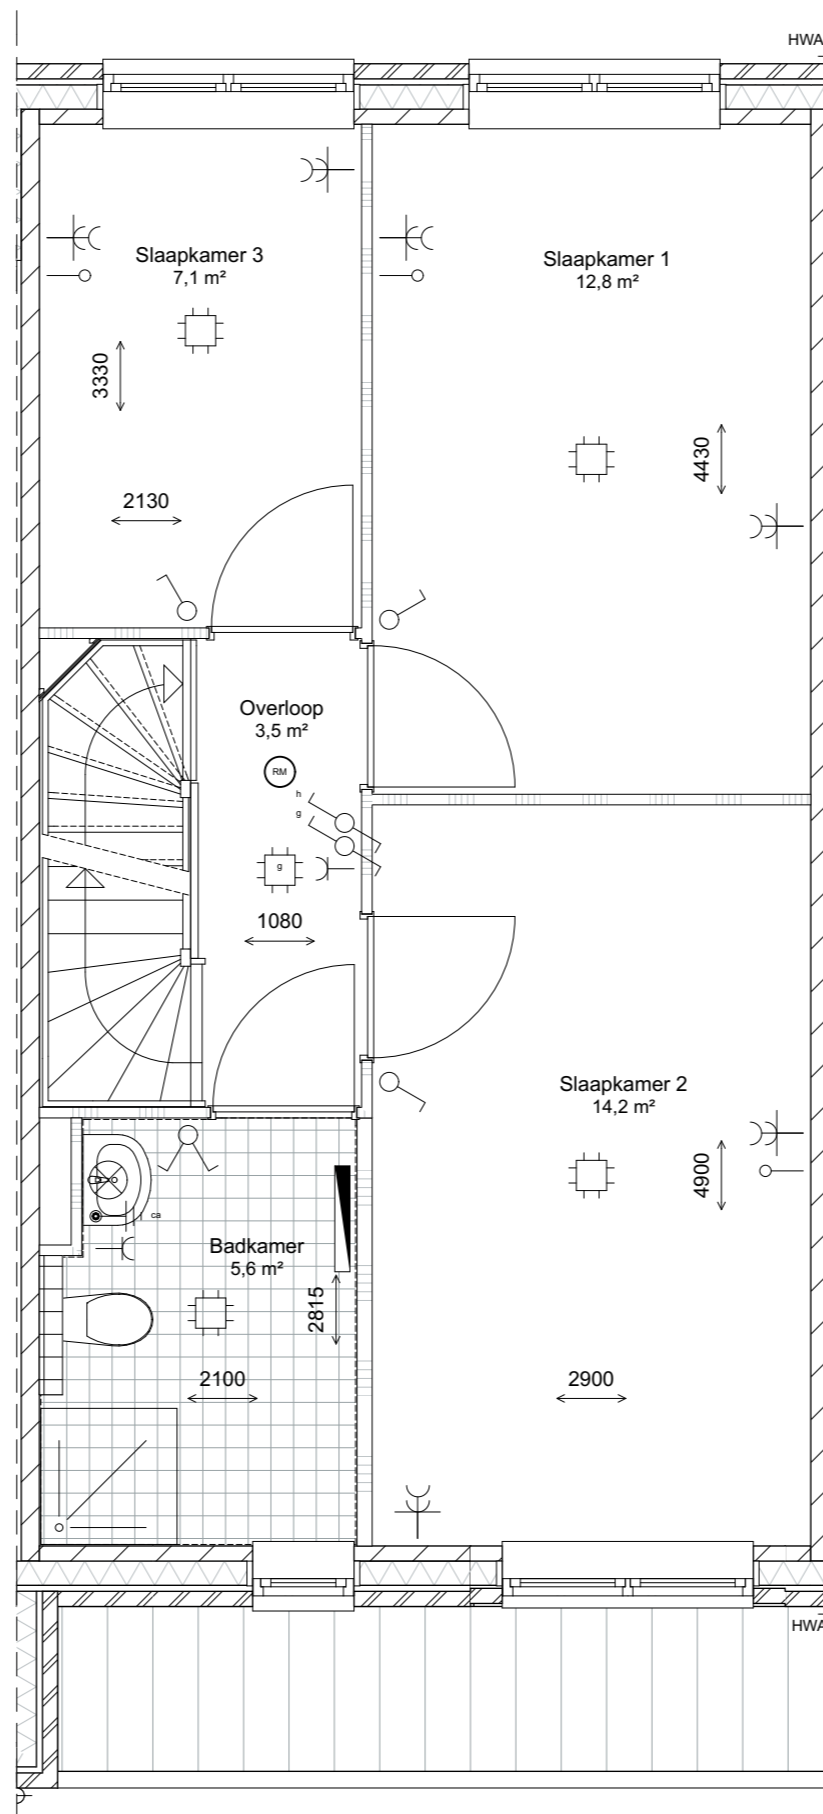 HWA
Slaapkamer 3
7,1 m²
Slaapkamer 1
12,8 m²
3330
4430
2130
Overloop
3,5 m²
RM
h
g
g
1080
Slaapkamer 2
14,2 m²
4900
ca
Badkamer
5,6 m²
2815
2100
2900
HWA